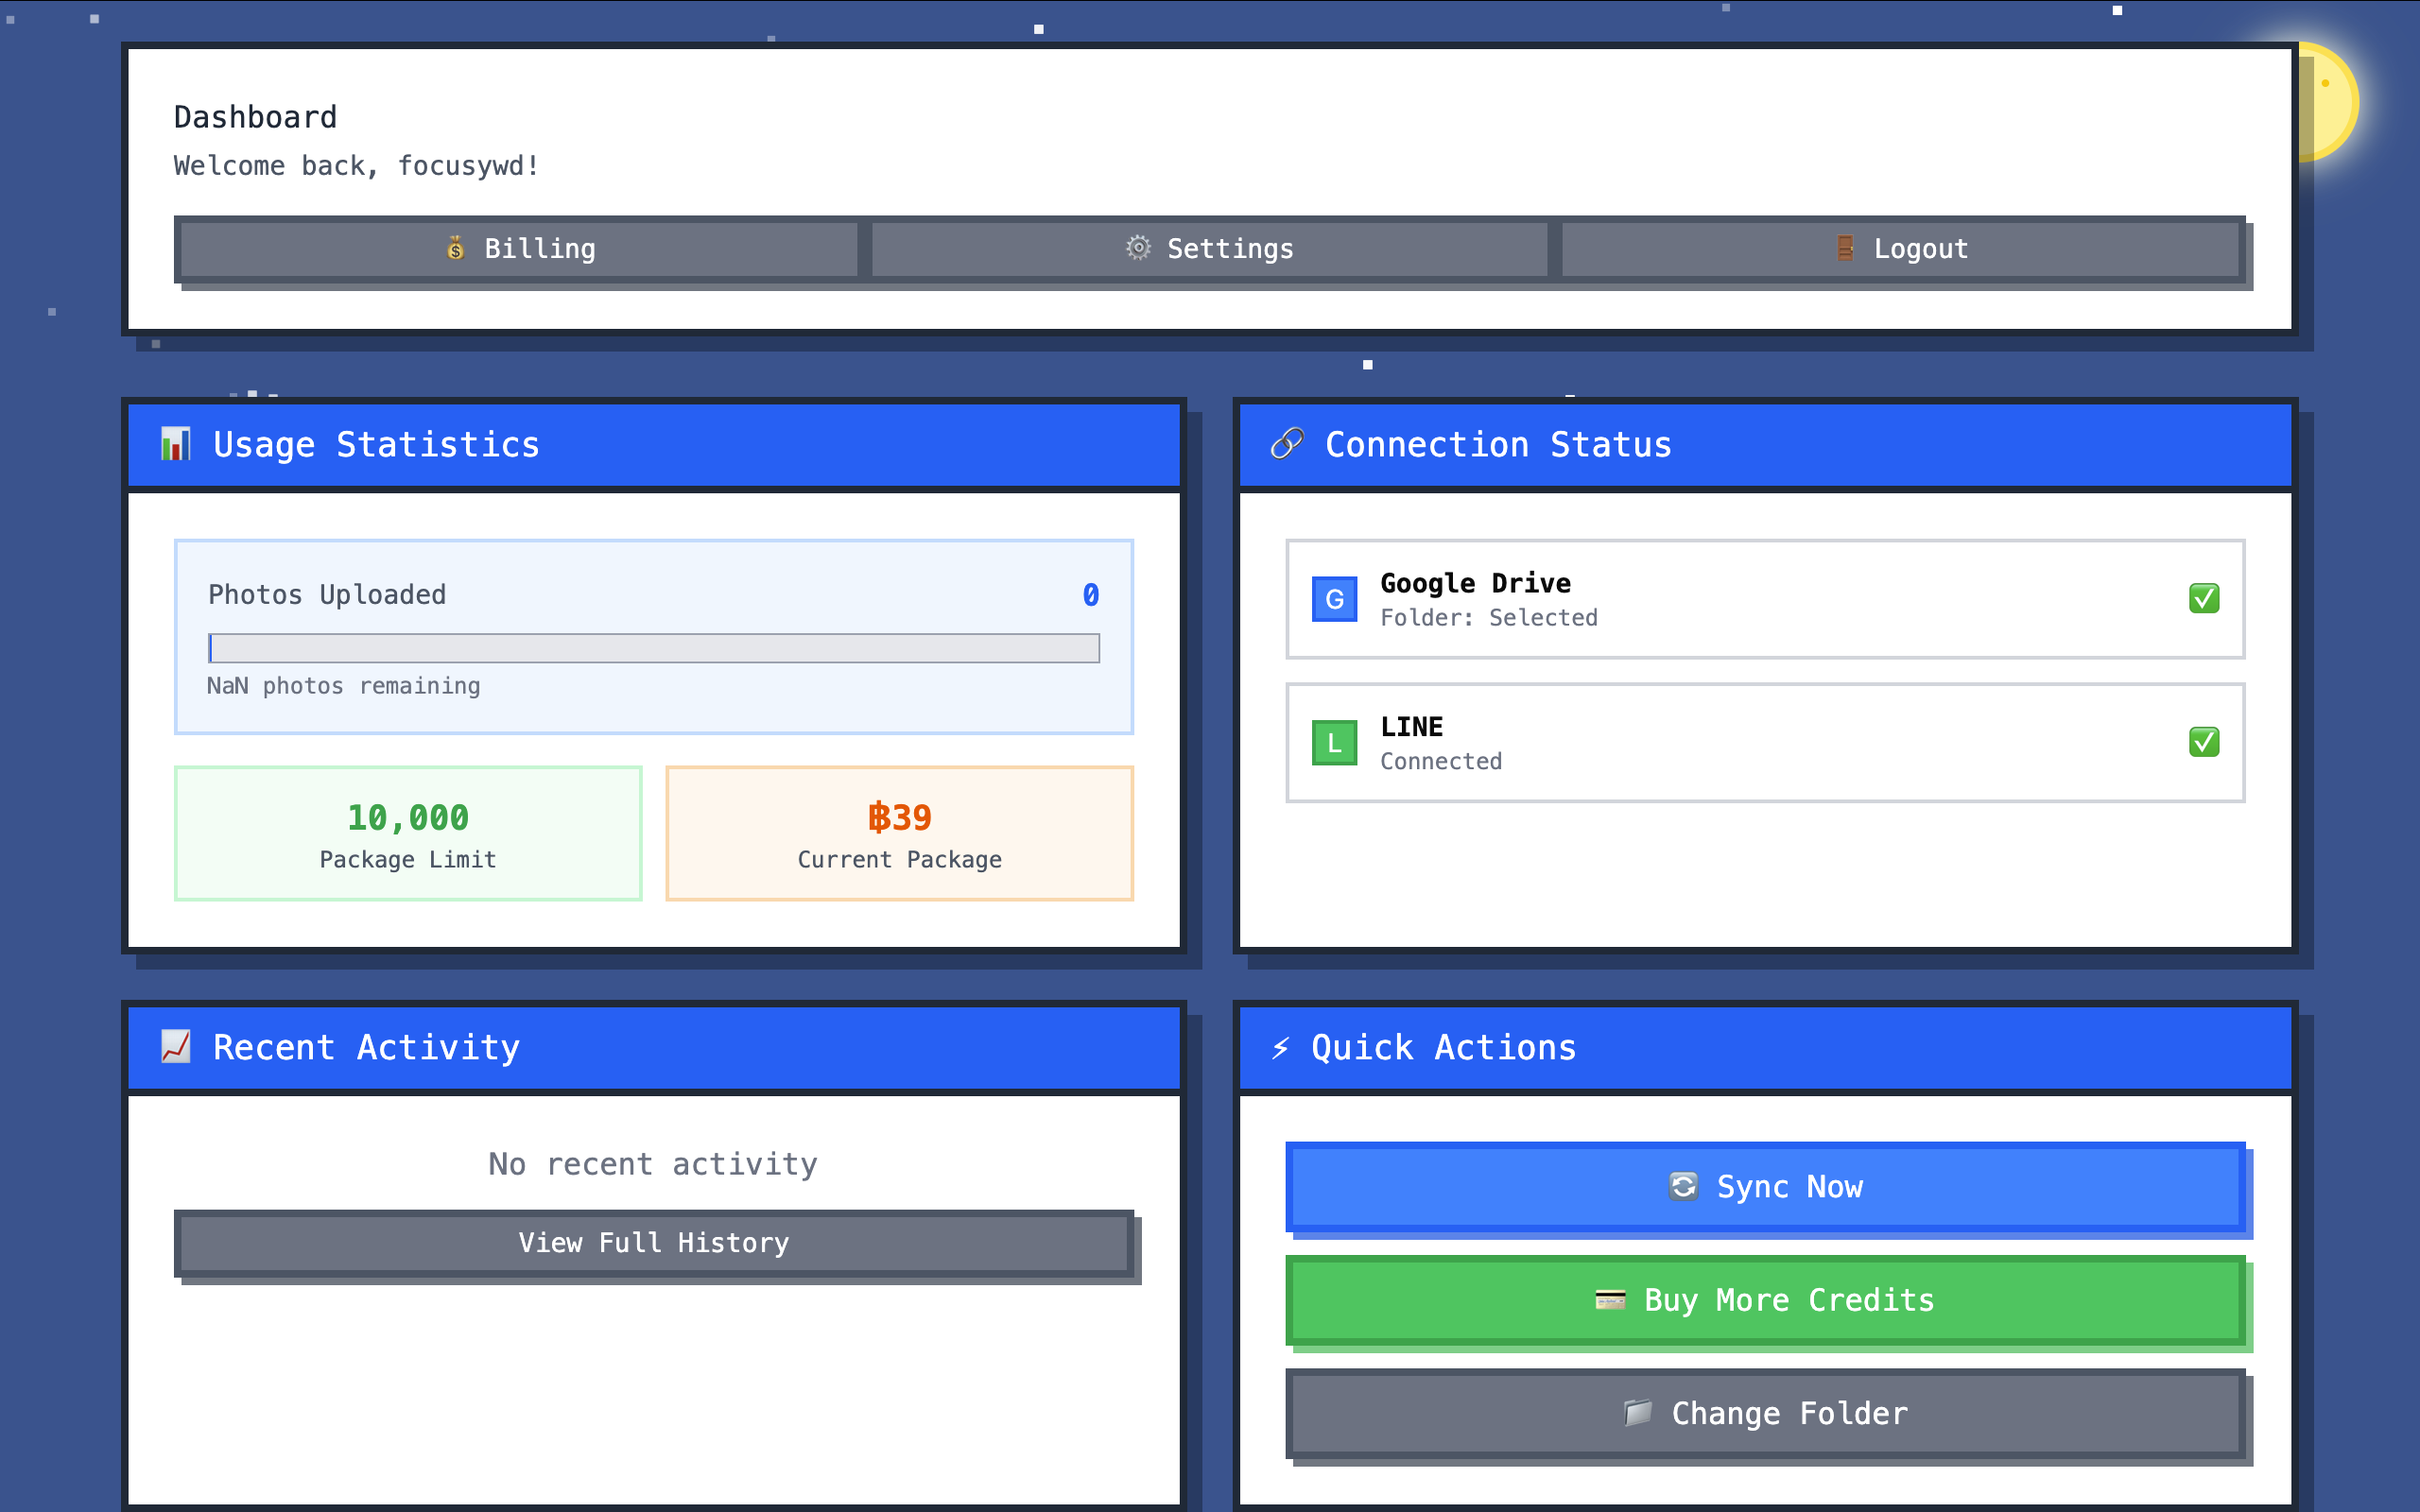 Dashboard
Welcome back, focusywd!
Billing
Settings
Logout
Usage Statistics
Photos Uploaded 0
NaN photos remaining
10,000
Package Limit
฿39
Current Package
Connection Status
G
Google Drive
Folder: Selected
L
LINE
Connected
Recent Activity
No recent activity
View Full History
Quick Actions
Sync Now
Buy More Credits
Change Folder